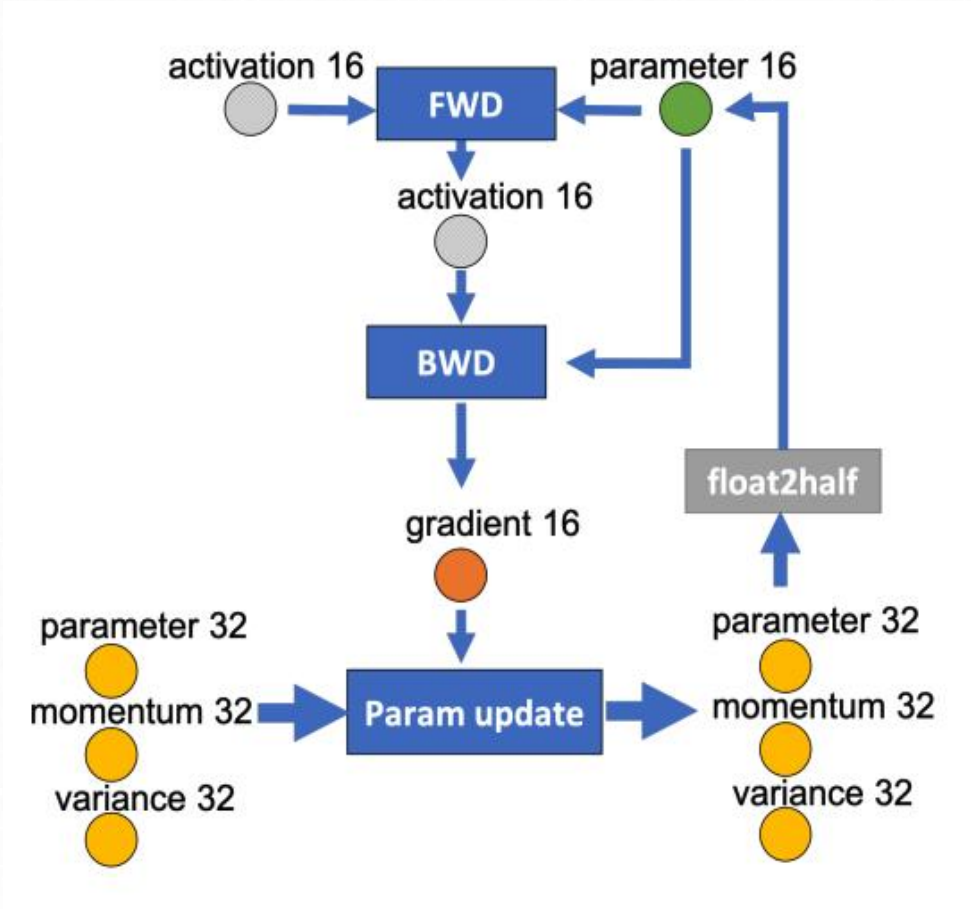 activation 16
parameter 16
FWD
activation 16
BWD
float2half
gradient 16
parameter 32
momentum 32
variance 32
Param update
parameter 32
momentum 32
variance 32